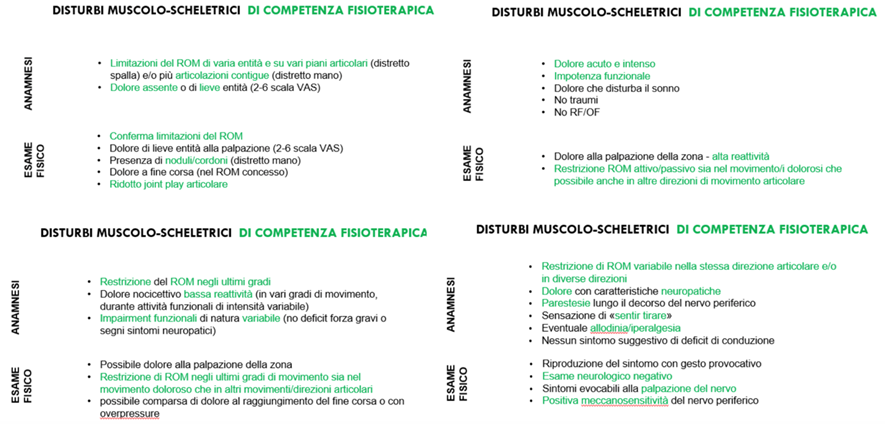 DISTURBI MUSCOLO-SCHELETRICI DI COMPETENZA FISIOTERAPICA
ANAMNESI
• Limitazioni del ROM di varia entità e su vari piani articolari (distretto
spalla) e/o più articolazioni contigue (distretto mano)
• Dolore assente o di lieve entità (2-6 scala VAS)
ESAME
FISICO
• Conferma limitazioni del ROM
• Dolore di lieve entità alla palpazione (2-6 scala VAS)
• Presenza di noduli/cordoni (distretto mano)
• Dolore a fine corsa (nel ROM concesso)
• Ridotto joint play articolare
DISTURBI MUSCOLO-SCHELETRICI DI COMPETENZA FISIOTERAPICA
ANAMNESI
• Dolore acuto e intenso
• Impotenza funzionale
• Dolore che disturba il sonno
• No traumi
• No RF/OF
ESAME
FISICO
• Dolore alla palpazione della zona - alta reattività
• Restrizione ROM attivo/passivo sia nel movimento/i dolorosi che
possibile anche in altre direzioni di movimento articolare
DISTURBI MUSCOLO-SCHELETRICI DI COMPETENZA FISIOTERAPICA
ANAMNESI
• Restrizione del ROM negli ultimi gradi
• Dolore nocicettivo bassa reattività (in vari gradi di movimento,
durante attività funzionali di intensità variabile)
• Impairment funzionali di natura variabile (no deficit forza gravi o
segni sintomi neuropatici)
ESAME
FISICO
• Possibile dolore alla palpazione della zona
• Restrizione di ROM negli ultimi gradi di movimento sia nel
movimento doloroso che in altri movimenti/direzioni articolari
• possibile comparsa di dolore al raggiungimento del fine corsa o con
overpressure
DISTURBI MUSCOLO-SCHELETRICI DI COMPETENZA FISIOTERAPICA
ANAMNESI
• Restrizione di ROM variabile nella stessa direzione articolare e/o
in diverse direzioni
• Dolore con caratteristiche neuropatiche
• Parestesie lungo il decorso del nervo periferico
• Sensazione di «sentir tirare»
• Eventuale allodinia/iperalgesia
• Nessun sintomo suggestivo di deficit di conduzione
ESAME
FISICO
• Riproduzione del sintomo con gesto provocativo
• Esame neurologico negativo
• Sintomi evocabili alla palpazione del nervo
• Positiva meccanosensitività del nervo periferico